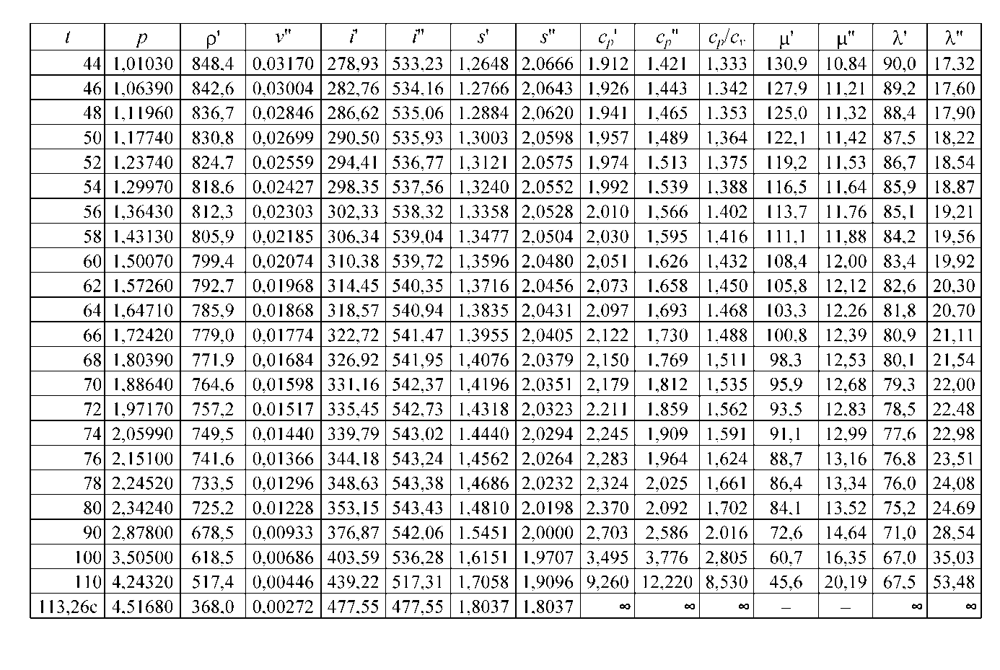 t p ρ' v" i' i" s' s" cp' cp" cp/cv μ' μ" λ' λ"
44 1,01030 848,4 0,03170 278,93 533,23 1,2648 2,0666 1,912 1,421 1,333 130,9 10,84 90,0 17,32
46 1,06390 842,6 0,03004 282,76 534,16 1.2766 2,0643 1,926 1,443 1.342 127,9 11,21 89,2 17,60
48 1,11960 836,7 0,02846 286,62 535,06 1.2884 2,0620 1,941 1,465 1.353 125,0 11,32 88,4 17,90
50 1,17740 830,8 0,02699 290,50 535,93 1,3003 2,0598 1,957 1,489 1,364 122,1 11,42 87,5 18,22
52 1,23740 824,7 0,02559 294,41 536,77 1,3121 2,0575 1,974 1,513 1,375 119,2 11,53 86,7 18,54
54 1,29970 818,6 0,02427 298,35 537,56 1,3240 2,0552 1,992 1,539 1,388 116,5 11,64 85,9 18,87
56 1,36430 812,3 0,02303 302,33 538,32 1,3358 2,0528 2,010 1,566 1.402 113,7 11,76 85,1 19,21
58 1,43130 805,9 0,02185 306,34 539,04 1,3477 2,0504 2,030 1,595 1,416 111,1 11,88 84,2 19,56
60 1,50070 799,4 0,02074 310,38 539,72 1,3596 2,0480 2,051 1,626 1,432 108,4 12,00 83,4 19,92
62 1,57260 792,7 0,01968 314,45 540,35 1,3716 2,0456 2,073 1,658 1,450 105,8 12,12 82,6 20,30
64 1,64710 785,9 0,01868 318,57 540,94 1,3835 2,0431 2,097 1,693 1.468 103,3 12,26 81,8 20,70
66 1,72420 779,0 0,01774 322,72 541,47 1.3955 2,0405 2,122 1,730 1.488 100,8 12,39 80,9 21,11
68 1,80390 771,9 0,01684 326,92 541,95 1,4076 2,0379 2,150 1,769 1,511 98,3 12,53 80,1 21,54
70 1,88640 764,6 0,01598 331,16 542,37 1,4196 2,0351 2,179 1,812 1,535 95,9 12,68 79,3 22,00
72 1,97170 757,2 0,01517 335,45 542,73 1,4318 2,0323 2,211 1,859 1,562 93,5 12,83 78,5 22,48
74 2,05990 749,5 0,01440 339,79 543,02 1.4440 2,0294 2,245 1,909 1,591 91,1 12,99 77,6 22,98
76 2,15100 741,6 0,01366 344,18 543,24 1,4562 2,0264 2,283 1,964 1,624 88,7 13,16 76,8 23,51
78 2,24520 733,5 0,01296 348,63 543,38 1,4686 2,0232 2,324 2,025 1,661 86,4 13,34 76,0 24,08
80 2,34240 725,2 0,01228 353,15 543,43 1,4810 2,0198 2.370 2,092 1.702 84,1 13,52 75,2 24,69
90 2,87800 678,5 0,00933 376,87 542,06 1.5451 2,0000 2,703 2,586 2.016 72,6 14,64 71,0 28,54
100 3,50500 618,5 0,00686 403,59 536,28 1,6151 1,9707 3,495 3,776 2,805 60,7 16,35 67,0 35,03
110 4,24320 517,4 0,00446 439,22 517,31 1,7058 1,9096 9,260 12,220 8,530 45,6 20,19 67,5 53,48
113,26c 4,51680 368,0 0,00272 477,55 477,55 1,8037 1,8037 ∞ ∞ ∞ – – ∞ ∞